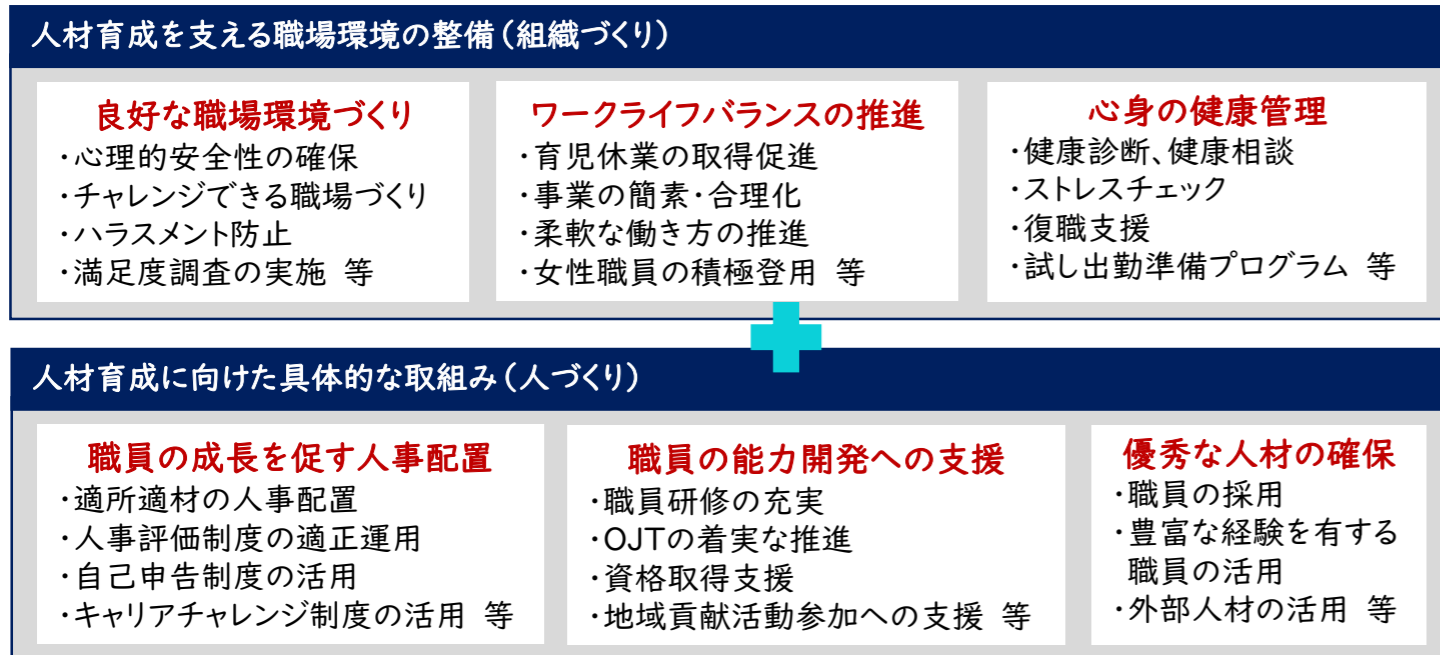 人材育成を支える職場環境の整備(組織づくり)
良好な職場環境づくり
・心理的安全性の確保
・チャレンジできる職場づくり
・ハラスメント防止
・満足度調査の実施 等
ワークライフバランスの推進
・育児休業の取得促進
・事業の簡素・合理化
・柔軟な働き方の推進
・女性職員の積極登用 等
心身の健康管理
・健康診断、健康相談
・ストレスチェック
・復職支援
・試し出勤準備プログラム 等
人材育成に向けた具体的な取組み(人づくり)
職員の成長を促す人事配置
・適所適材の人事配置
・人事評価制度の適正運用
・自己申告制度の活用
・キャリアチャレンジ制度の活用 等
職員の能力開発への支援
・職員研修の充実
・OJTの着実な推進
・資格取得支援
・地域貢献活動参加への支援 等
優秀な人材の確保
・職員の採用
・豊富な経験を有する
職員の活用
・外部人材の活用 等